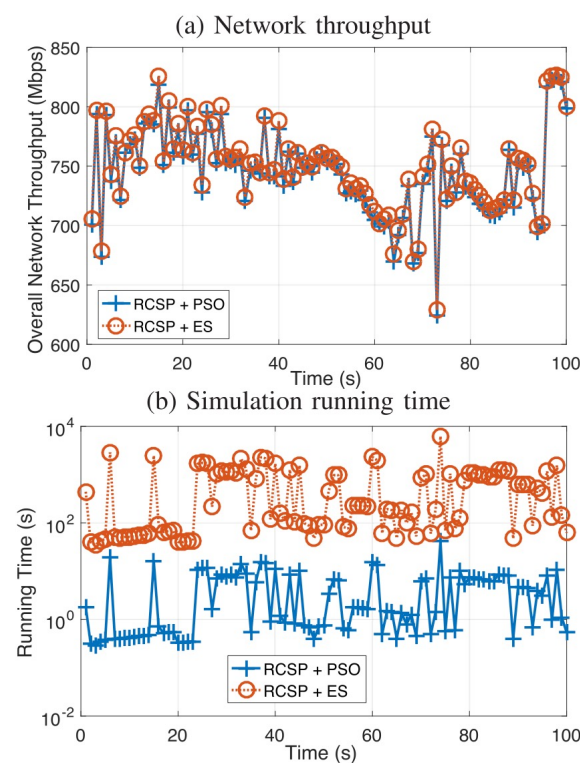 (a) Network throughput
850
800
750
700
650
600
Overall Network Throughput (Mbps)
RCSP + PSO
RCSP + ES
0 20 40 60 80 100
Time (s)
(b) Simulation running time
10^4
10^2
10^0
10^-2
Running Time (s)
RCSP + PSO
RCSP + ES
0 20 40 60 80 100
Time (s)